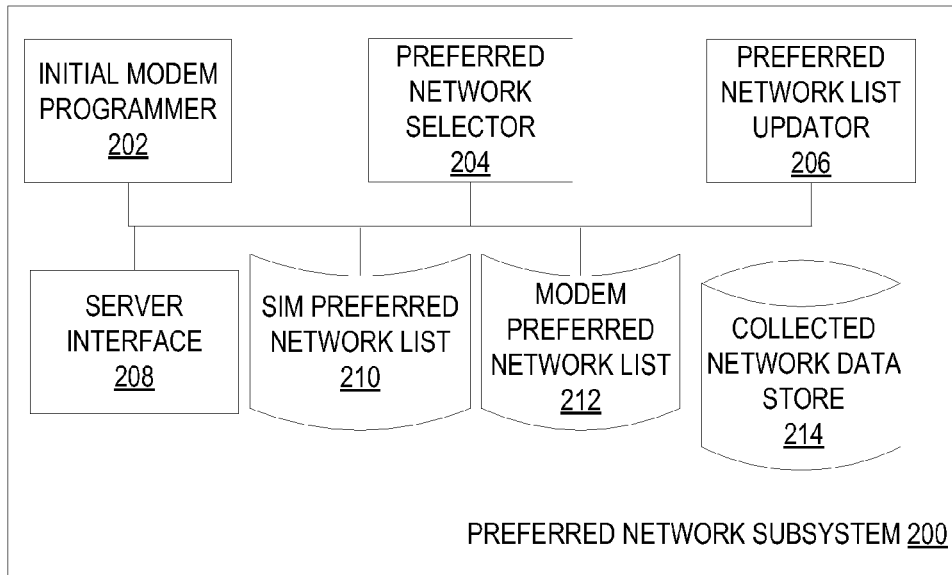 INITIAL MODEM
PROGRAMMER
202
PREFERRED
NETWORK
SELECTOR
204
PREFERRED
NETWORK LIST
UPDATOR
206
SERVER
INTERFACE
208
SIM PREFERRED
NETWORK LIST
210
MODEM
PREFERRED
NETWORK LIST
212
COLLECTED
NETWORK DATA
STORE
214
PREFERRED NETWORK SUBSYSTEM 200